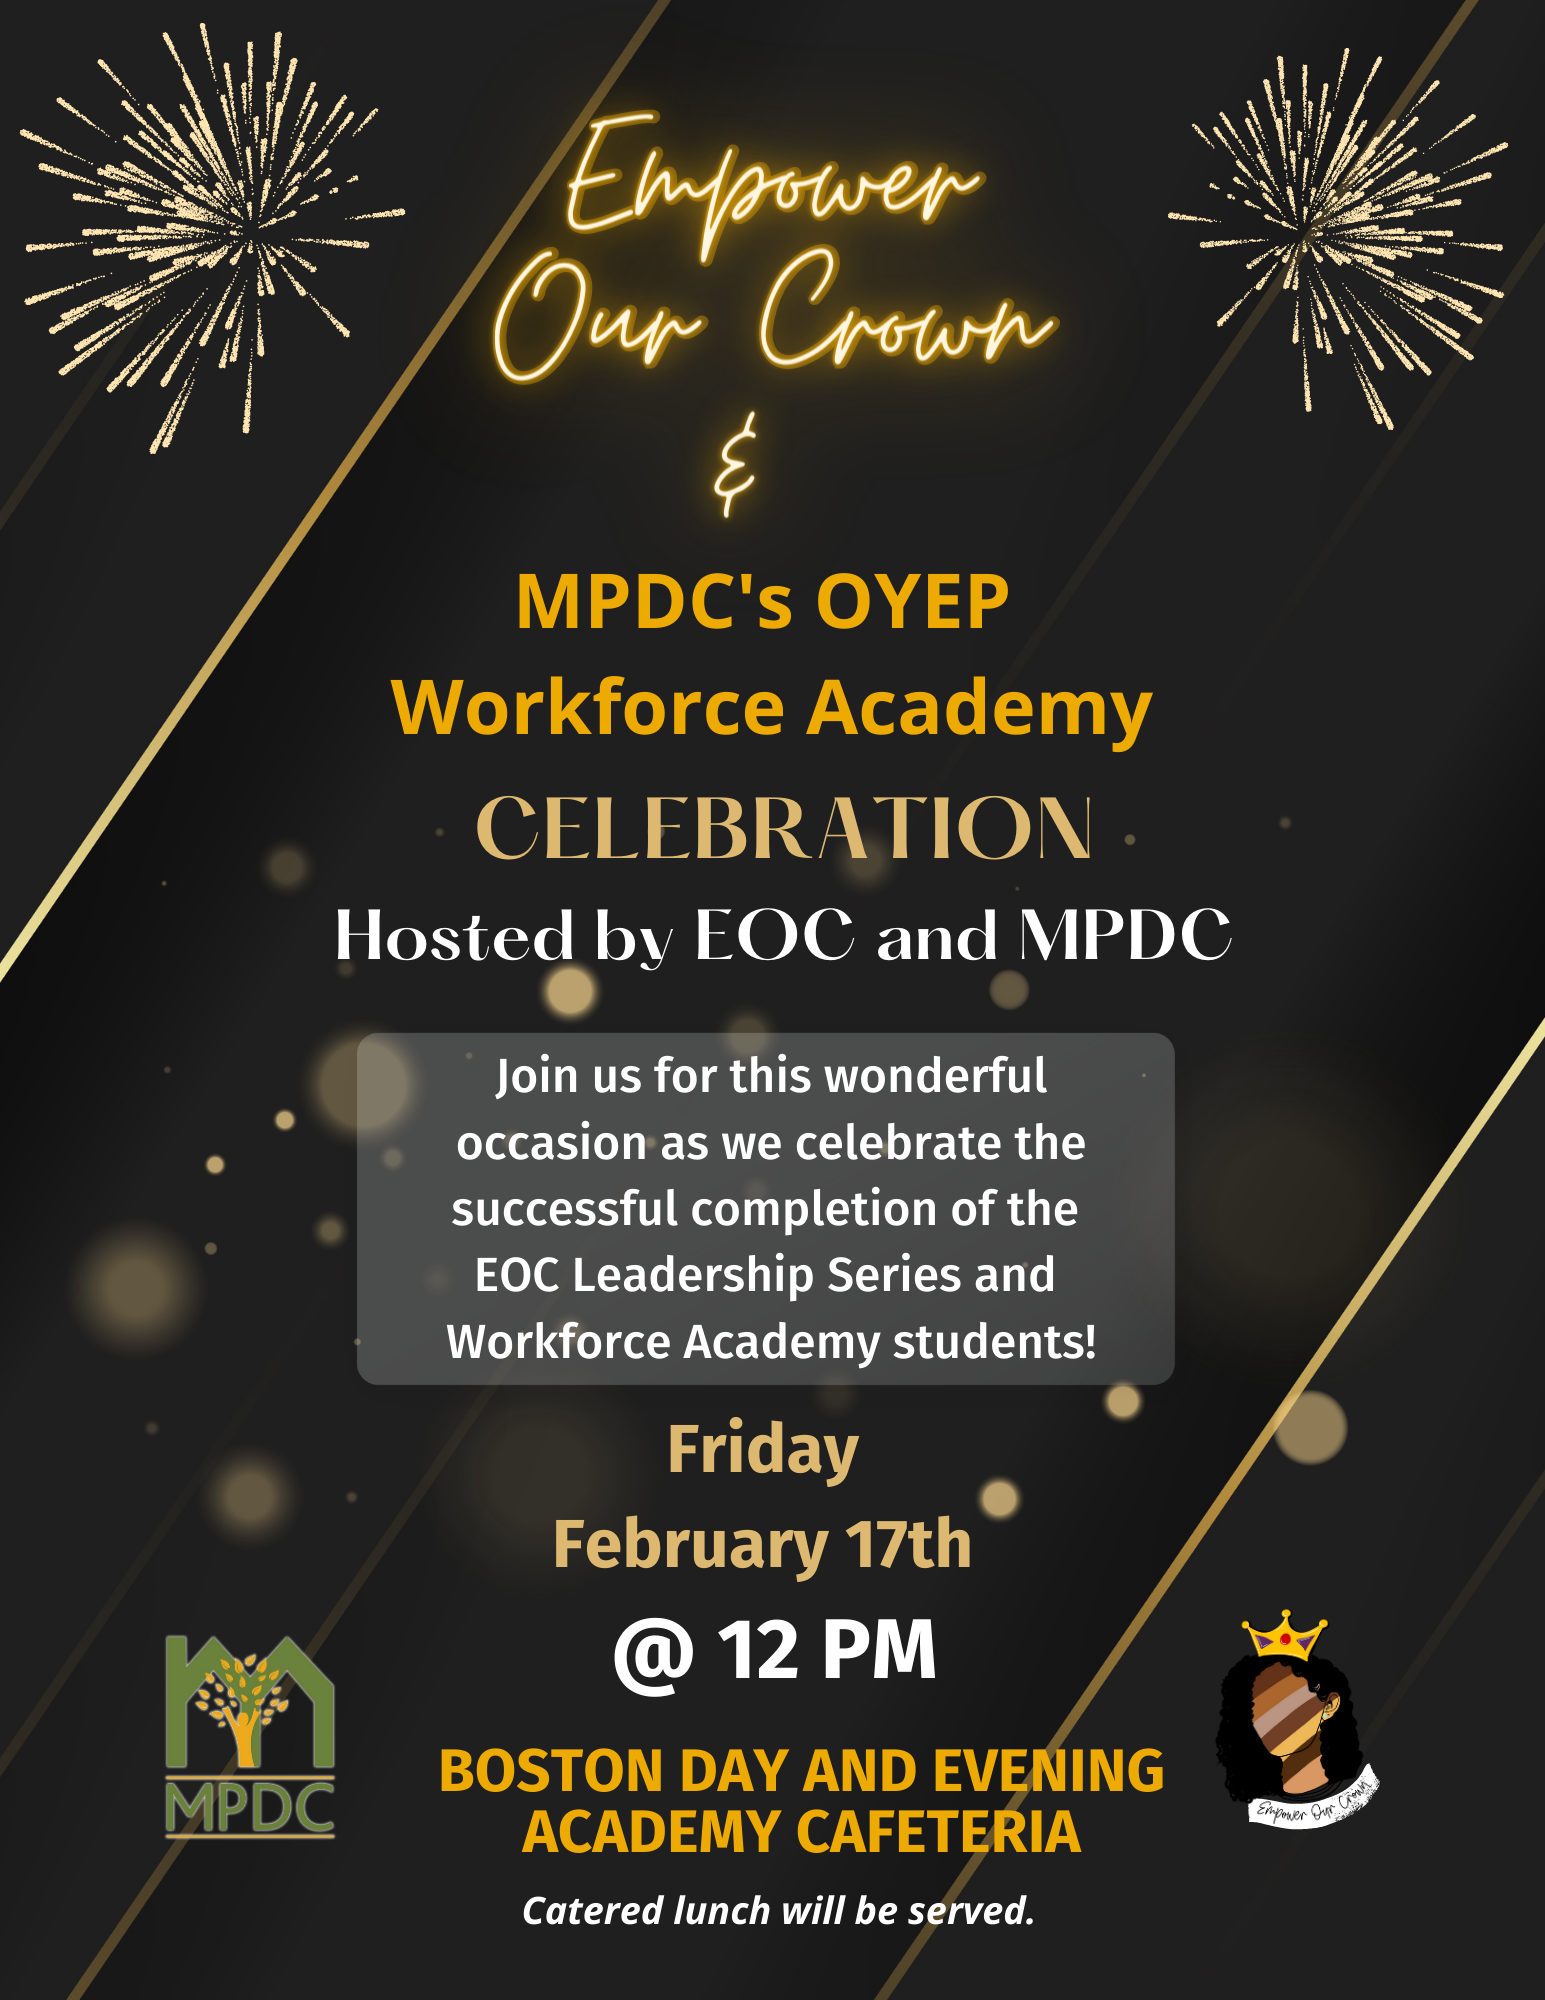 Empower
Our Crown
&
MPDC's OYEP
Workforce Academy
CELEBRATION
Hosted by EOC and MPDC
Join us for this wonderful
occasion as we celebrate the
successful completion of the
EOC Leadership Series and
Workforce Academy students!
Friday
February 17th
@ 12 PM
BOSTON DAY AND EVENING
ACADEMY CAFETERIA
Catered lunch will be served.
MPDC
Empower Our Crown